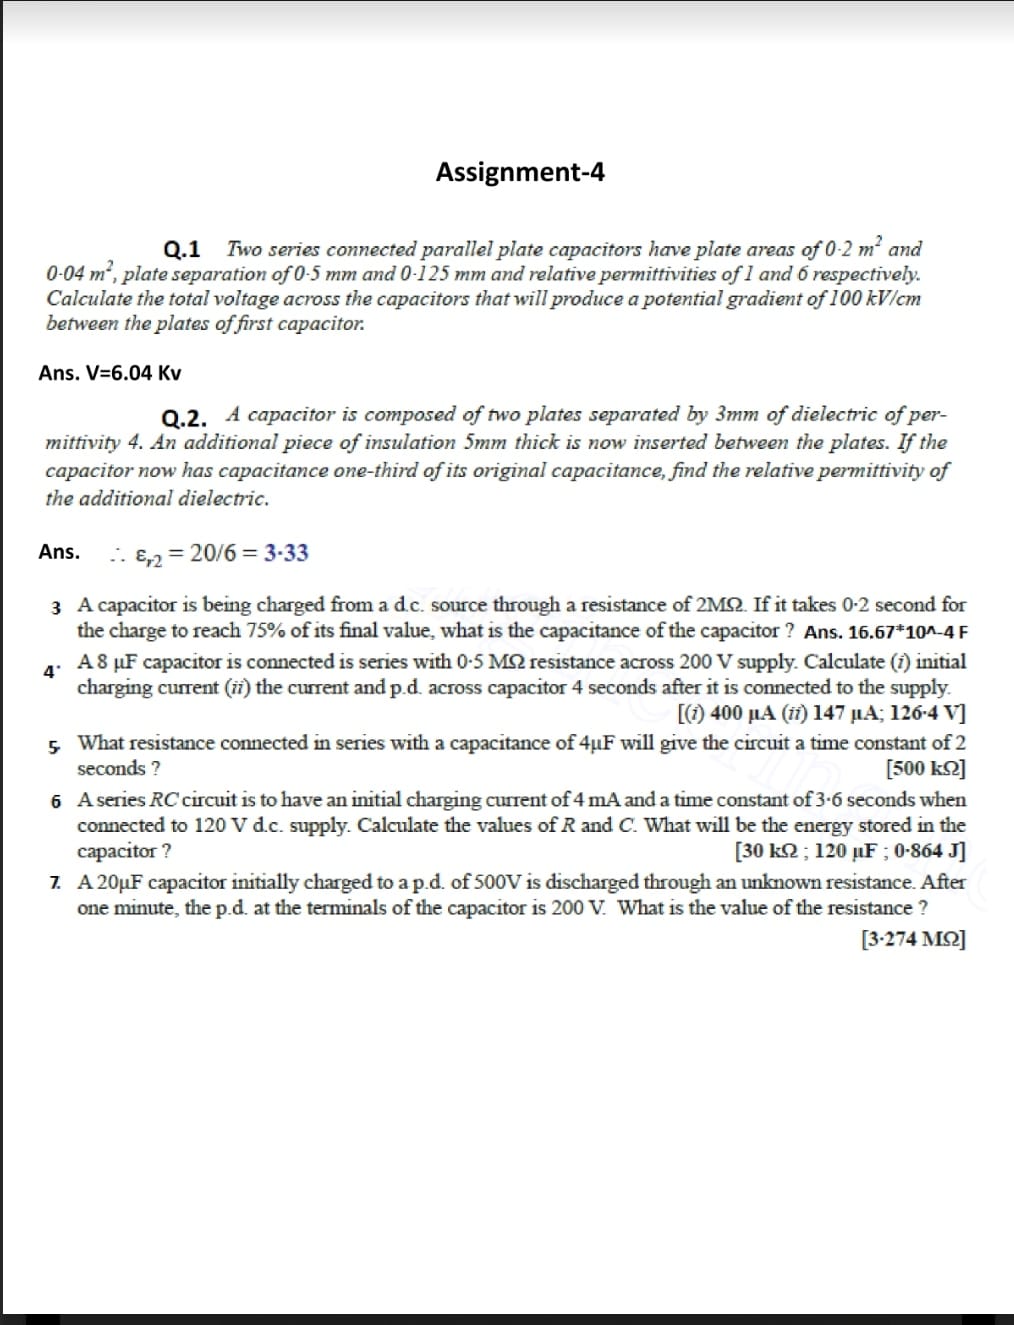 Assignment-4
Q.1 Two series connected parallel plate capacitors have plate areas of 0·2 m² and
0·04 m², plate separation of 0·5 mm and 0·125 mm and relative permittivities of 1 and 6 respectively.
Calculate the total voltage across the capacitors that will produce a potential gradient of 100 kV/cm
between the plates of first capacitor.
Ans. V=6.04 Kv
Q.2. A capacitor is composed of two plates separated by 3mm of dielectric of per-
mittivity 4. An additional piece of insulation 5mm thick is now inserted between the plates. If the
capacitor now has capacitance one-third of its original capacitance, find the relative permittivity of
the additional dielectric.
Ans. ∴ εr2 = 20/6 = 3·33
3 A capacitor is being charged from a d.c. source through a resistance of 2MΩ. If it takes 0·2 second for
the charge to reach 75% of its final value, what is the capacitance of the capacitor ? Ans. 16.67*10^-4 F
4· A 8 μF capacitor is connected is series with 0·5 MΩ resistance across 200 V supply. Calculate (i) initial
charging current (ii) the current and p.d. across capacitor 4 seconds after it is connected to the supply.
[(i) 400 μA (ii) 147 μA; 126·4 V]
5. What resistance connected in series with a capacitance of 4μF will give the circuit a time constant of 2
seconds ? [500 kΩ]
6 A series RC circuit is to have an initial charging current of 4 mA and a time constant of 3·6 seconds when
connected to 120 V d.c. supply. Calculate the values of R and C. What will be the energy stored in the
capacitor ? [30 kΩ ; 120 μF ; 0·864 J]
7. A 20μF capacitor initially charged to a p.d. of 500V is discharged through an unknown resistance. After
one minute, the p.d. at the terminals of the capacitor is 200 V. What is the value of the resistance ?
[3·274 MΩ]